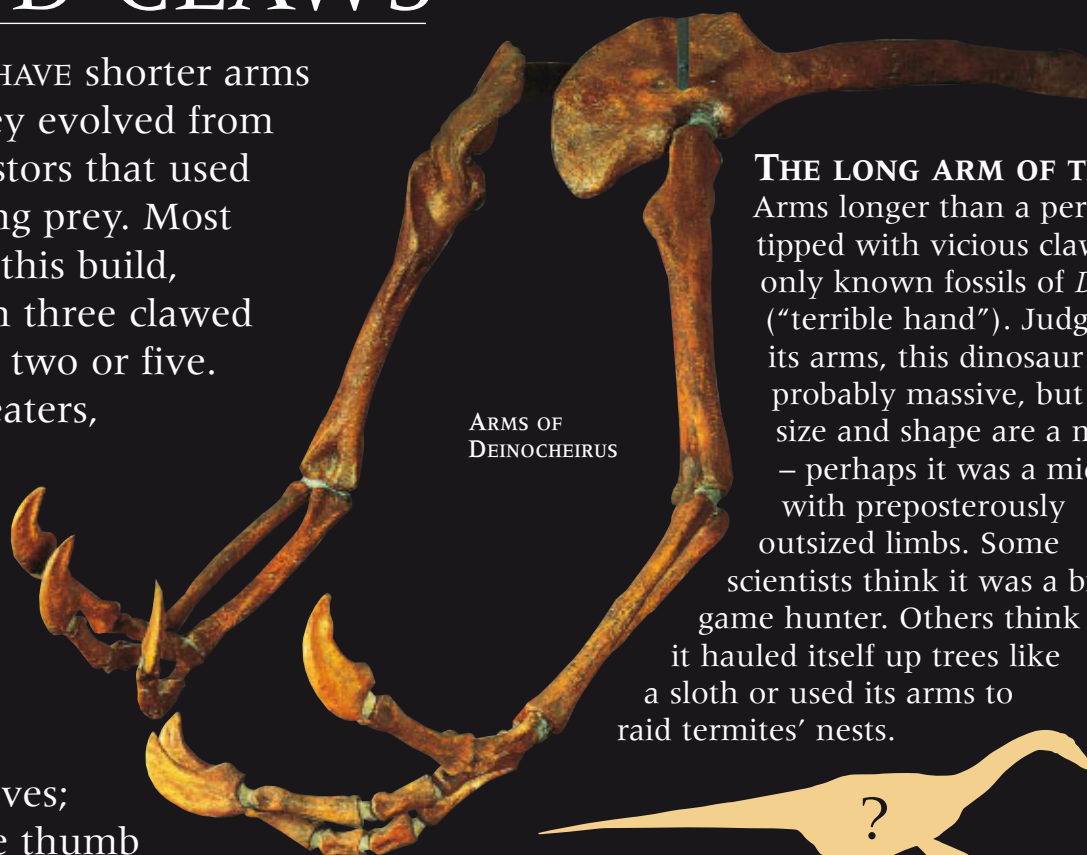 D CLAWS
HAVE shorter arms
ey evolved from
stors that used
ng prey. Most
this build,
n three clawed
two or five.
eaters,
ves;
e thumb
ARMS OF
DEINOCHEIRUS
THE LONG ARM OF T
Arms longer than a per
tipped with vicious claw
only known fossils of D
(“terrible hand”). Judg
its arms, this dinosaur
probably massive, but
size and shape are a m
– perhaps it was a mid
with preposterously
outsized limbs. Some
scientists think it was a b
game hunter. Others think
it hauled itself up trees like
a sloth or used its arms to
raid termites’ nests.
?